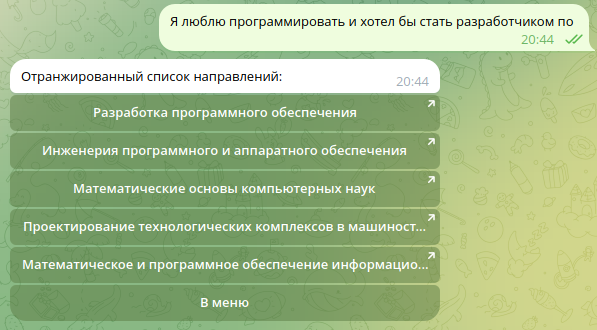 Я люблю программировать и хотел бы стать разработчиком по
20:44
Отранжированный список направлений:
20:44
Разработка программного обеспечения
Инженерия программного и аппаратного обеспечения
Математические основы компьютерных наук
Проектирование технологических комплексов в машиност...
Математическое и программное обеспечение информацио...
В меню